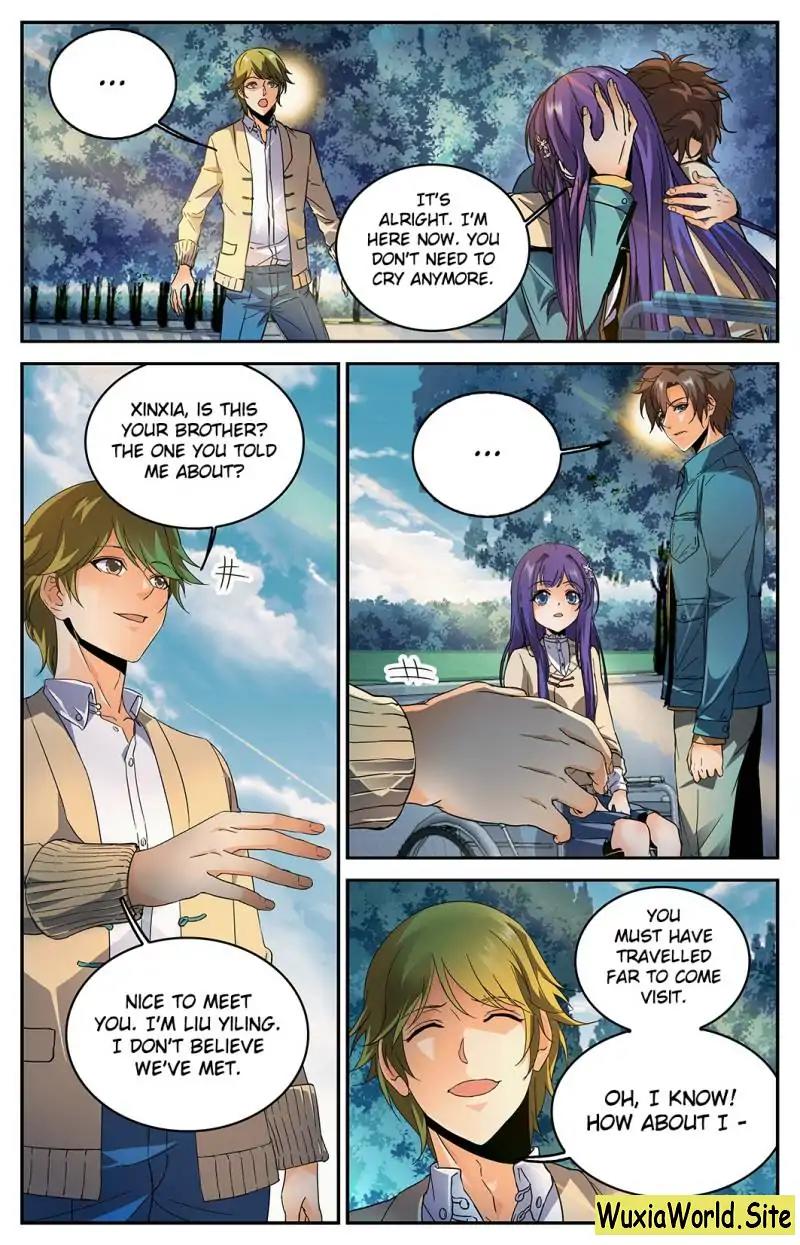 ...
IT'S
ALRIGHT. I'M
HERE NOW. YOU
DON'T NEED TO
CRY ANYMORE.
XINXIA, IS THIS
YOUR BROTHER?
THE ONE YOU TOLD
ME ABOUT?
...
NICE TO MEET
YOU. I'M LIU YILING.
I DON'T BELIEVE
WE'VE MET.
YOU
MUST HAVE
TRAVELLED
FAR TO COME
VISIT.
OH, I KNOW!
HOW ABOUT I -
WuxiaWorld.Site